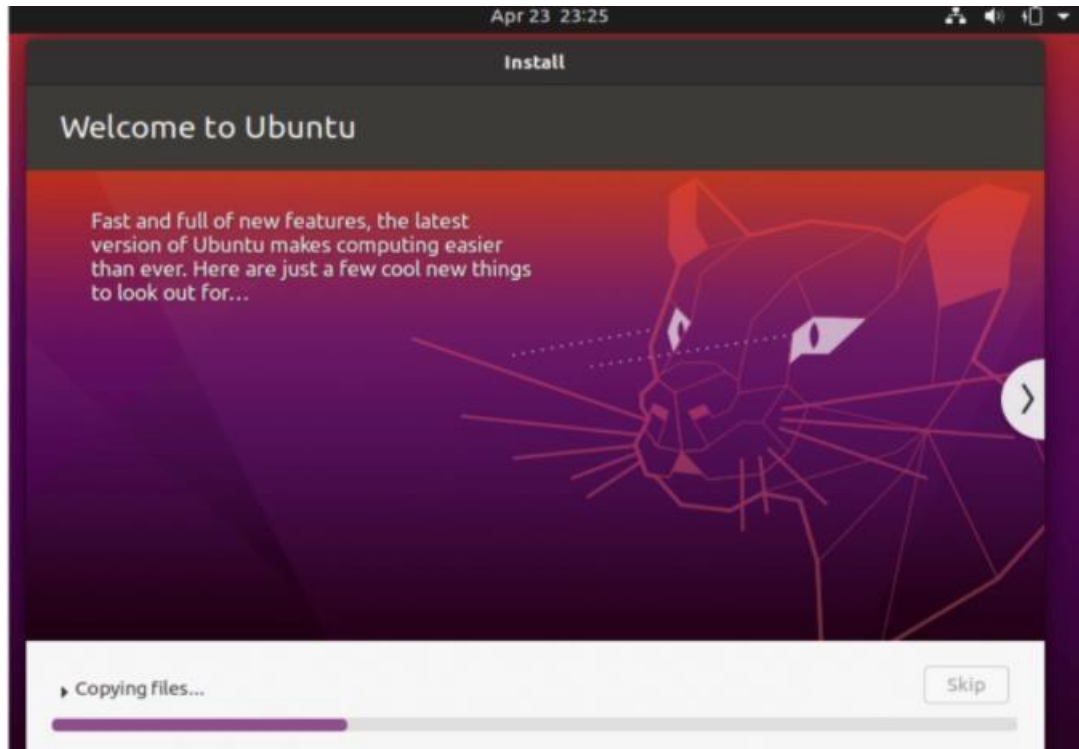 Apr 23 23:25
Install
Welcome to Ubuntu
Fast and full of new features, the latest
version of Ubuntu makes computing easier
than ever. Here are just a few cool new things
to look out for...
Copying files...
Skip